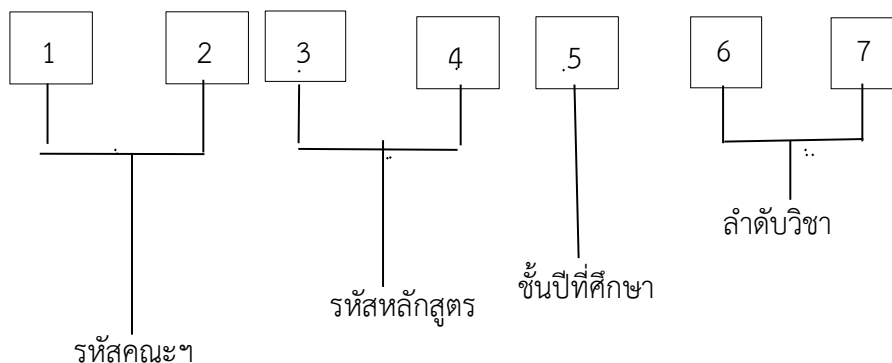 1 2 3 4 5 6 7
ลำดับวิชา
ชั้นปีที่ศึกษา
รหัสหลักสูตร
รหัสคณะฯ